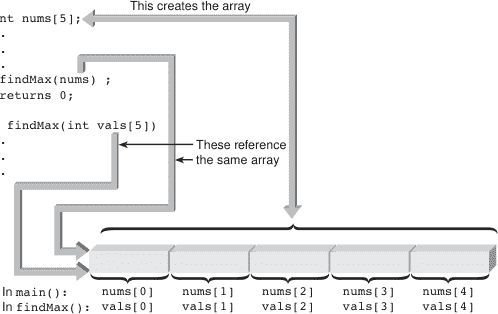 This creates the array
nt nums[5];
.
.
.
findMax(nums) ;
returns 0;
findMax(int vals[5])
.
.
.
These reference
the same array
In main(): nums[0] nums[1] nums[2] nums[3] nums[4]
In findMax(): vals[0] vals[1] vals[2] vals[3] vals[4]